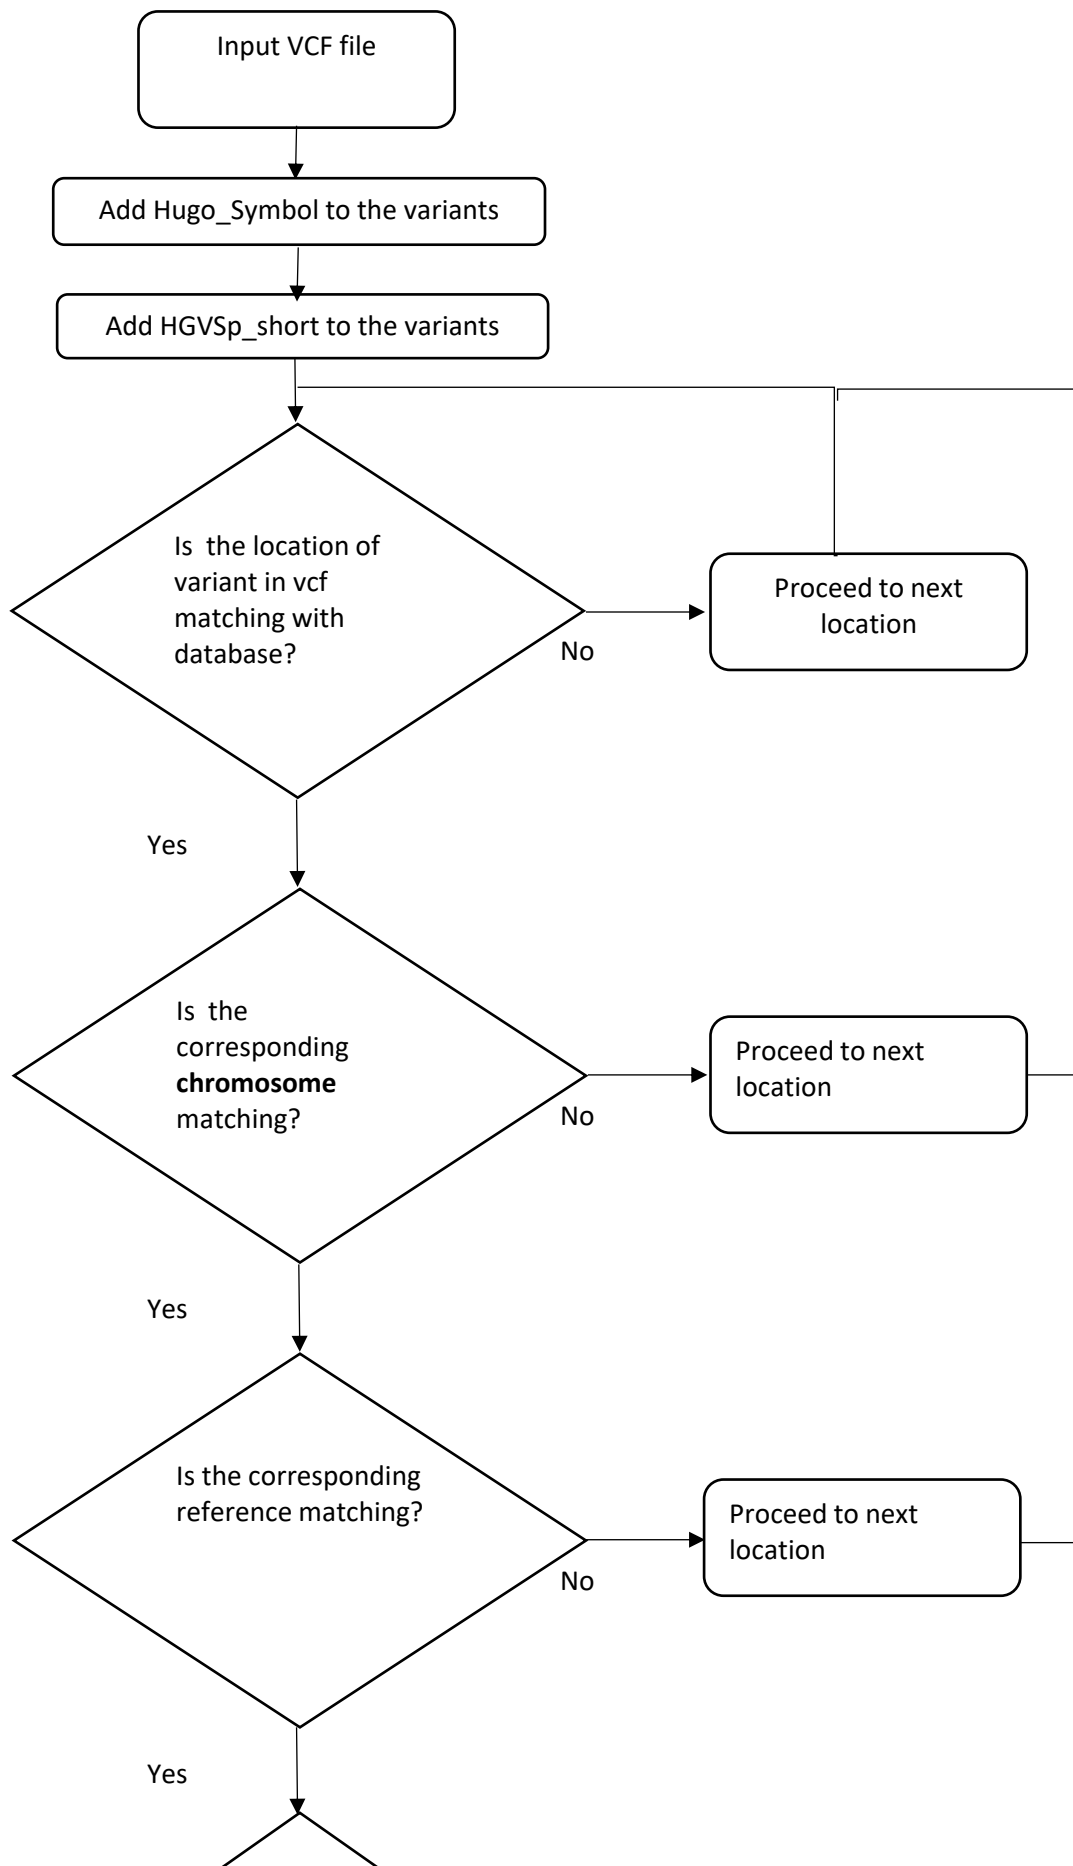 Input VCF file
Add Hugo_Symbol to the variants
Add HGVSp_short to the variants
Is  the location of
variant in vcf
matching with
database?
No
Proceed to next
location
Yes
Is  the
corresponding
chromosome
matching?
No
Proceed to next
location
Yes
Is the corresponding
reference matching?
No
Proceed to next
location
Yes